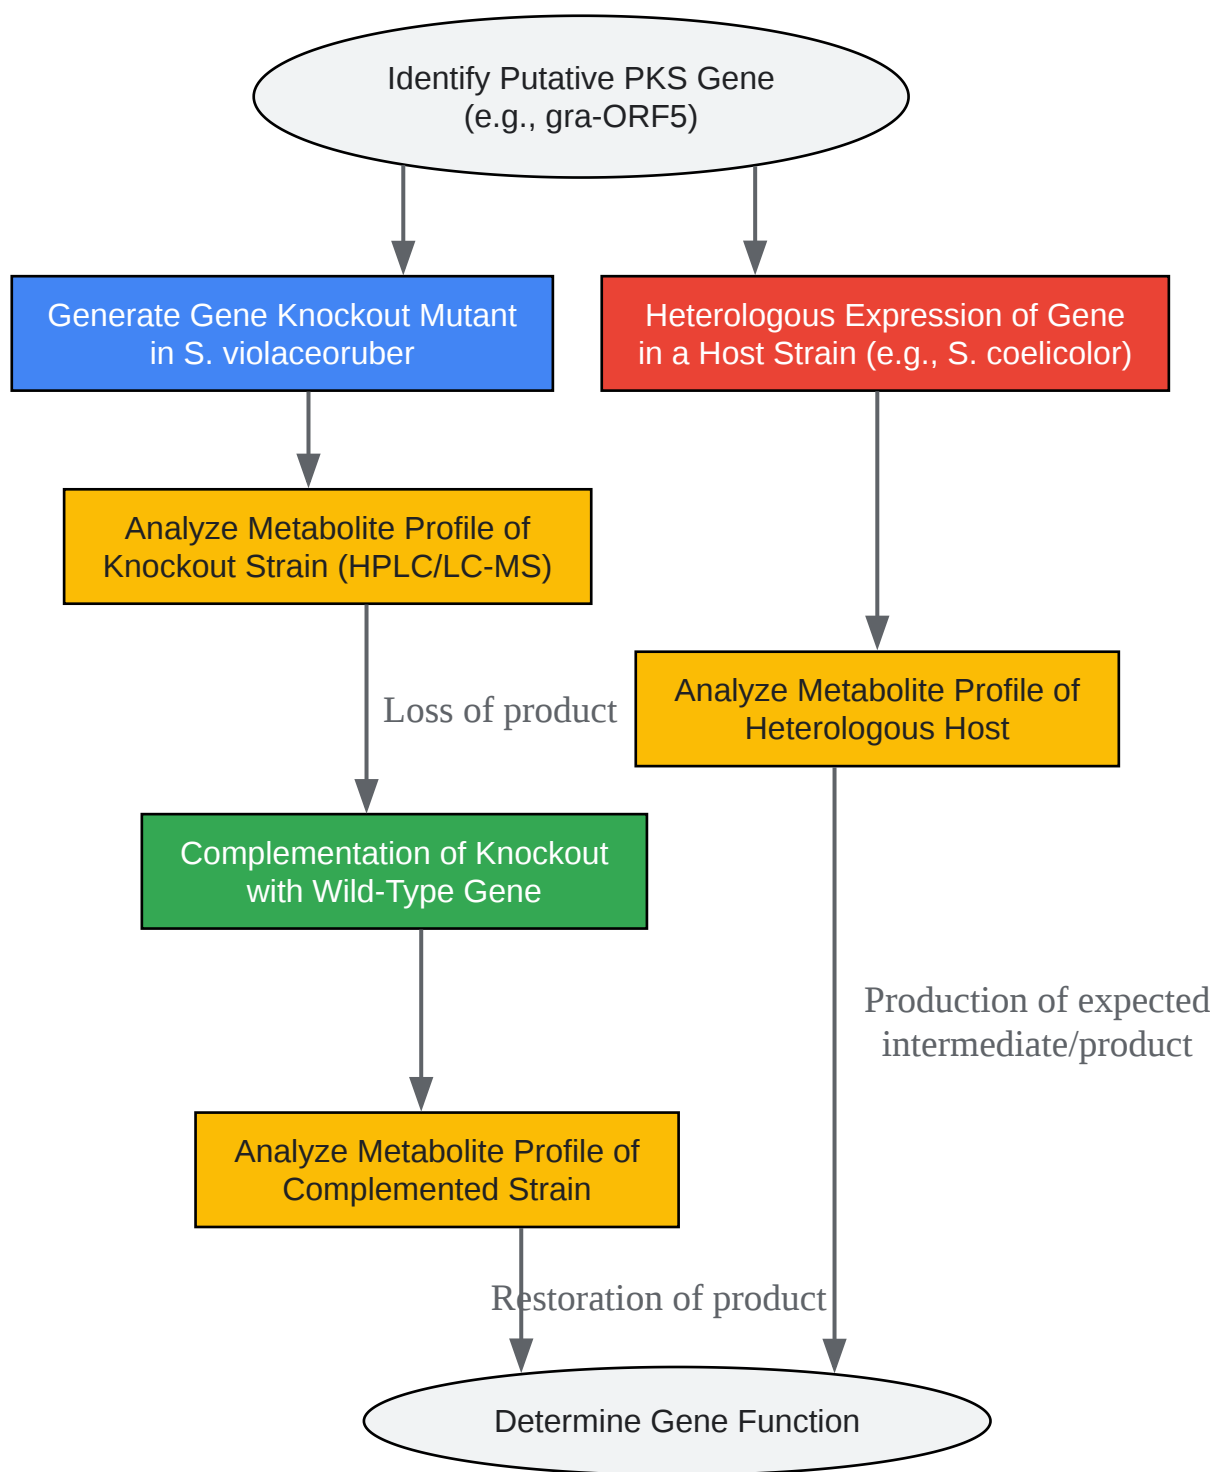 Identify Putative PKS Gene
(e.g., gra-ORF5)
Generate Gene Knockout Mutant
in S. violaceoruber
Heterologous Expression of Gene
in a Host Strain (e.g., S. coelicolor)
Analyze Metabolite Profile of
Knockout Strain (HPLC/LC-MS)
Loss of product
Analyze Metabolite Profile of
Heterologous Host
Complementation of Knockout
with Wild-Type Gene
Production of expected
intermediate/product
Analyze Metabolite Profile of
Complemented Strain
Restoration of product
Determine Gene Function